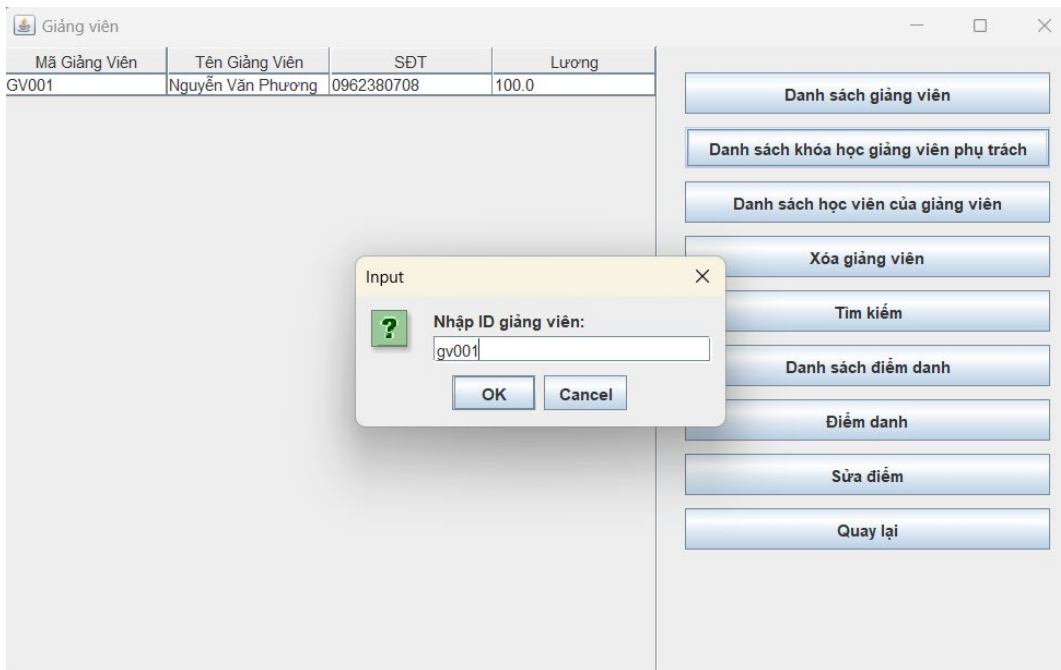 Giảng viên
Mã Giảng Viên Tên Giảng Viên SĐT Lương
GV001 Nguyễn Văn Phương 0962380708 100.0
Danh sách giảng viên
Danh sách khóa học giảng viên phụ trách
Danh sách học viên của giảng viên
Xóa giảng viên
Tìm kiếm
Danh sách điểm danh
Điểm danh
Sửa điểm
Quay lại
Input
Nhập ID giảng viên:
gv001
OK Cancel